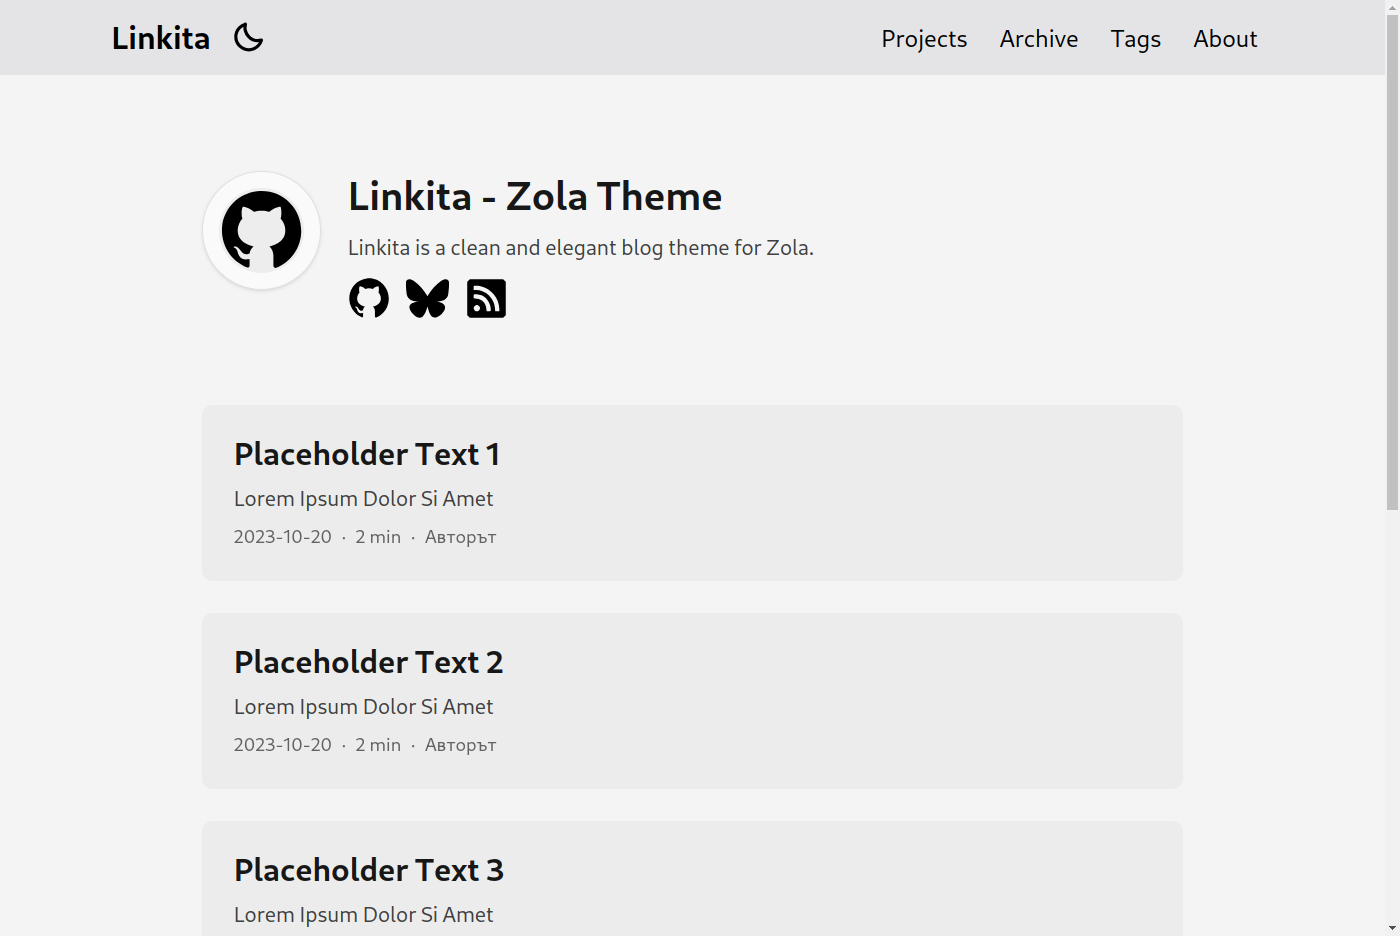 Linkita
Projects Archive Tags About
Linkita - Zola Theme
Linkita is a clean and elegant blog theme for Zola.
Placeholder Text 1
Lorem Ipsum Dolor Si Amet
2023-10-20 · 2 min · Авторът
Placeholder Text 2
Lorem Ipsum Dolor Si Amet
2023-10-20 · 2 min · Авторът
Placeholder Text 3
Lorem Ipsum Dolor Si Amet